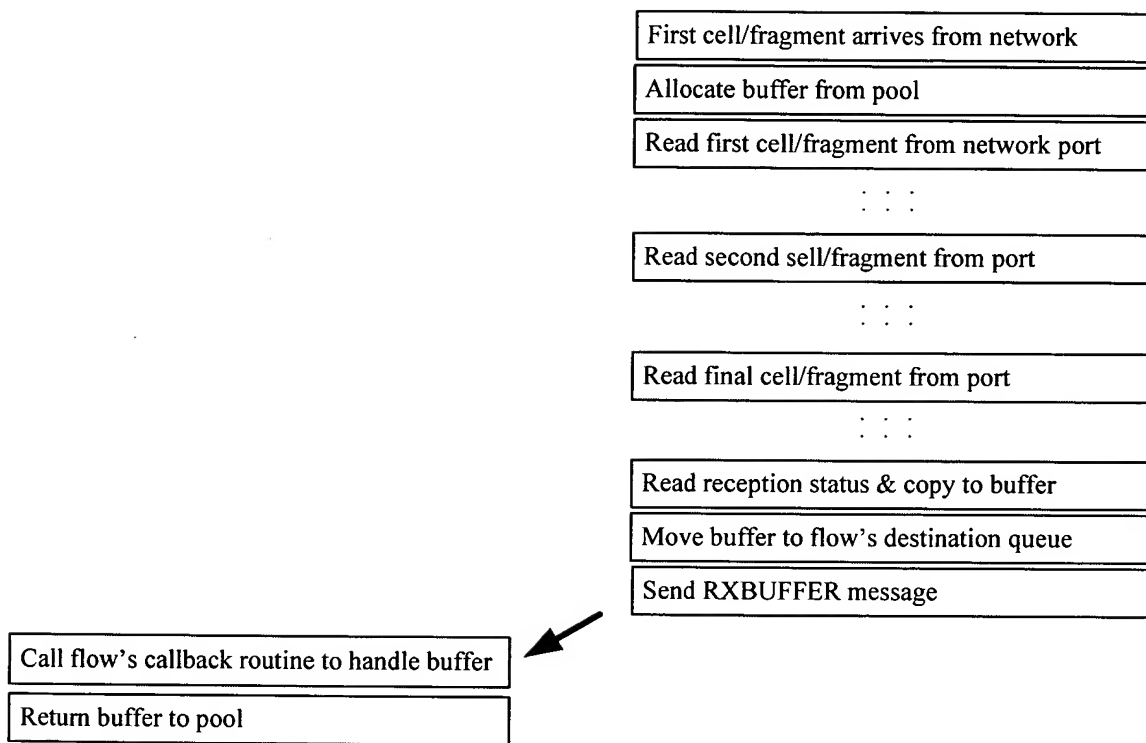 First cell/fragment arrives from network
Allocate buffer from pool
Read first cell/fragment from network port
. . .
. . .
Read second sell/fragment from port
. . .
. . .
Read final cell/fragment from port
. . .
. . .
Read reception status & copy to buffer
Move buffer to flow's destination queue
Send RXBUFFER message
Call flow's callback routine to handle buffer
Return buffer to pool